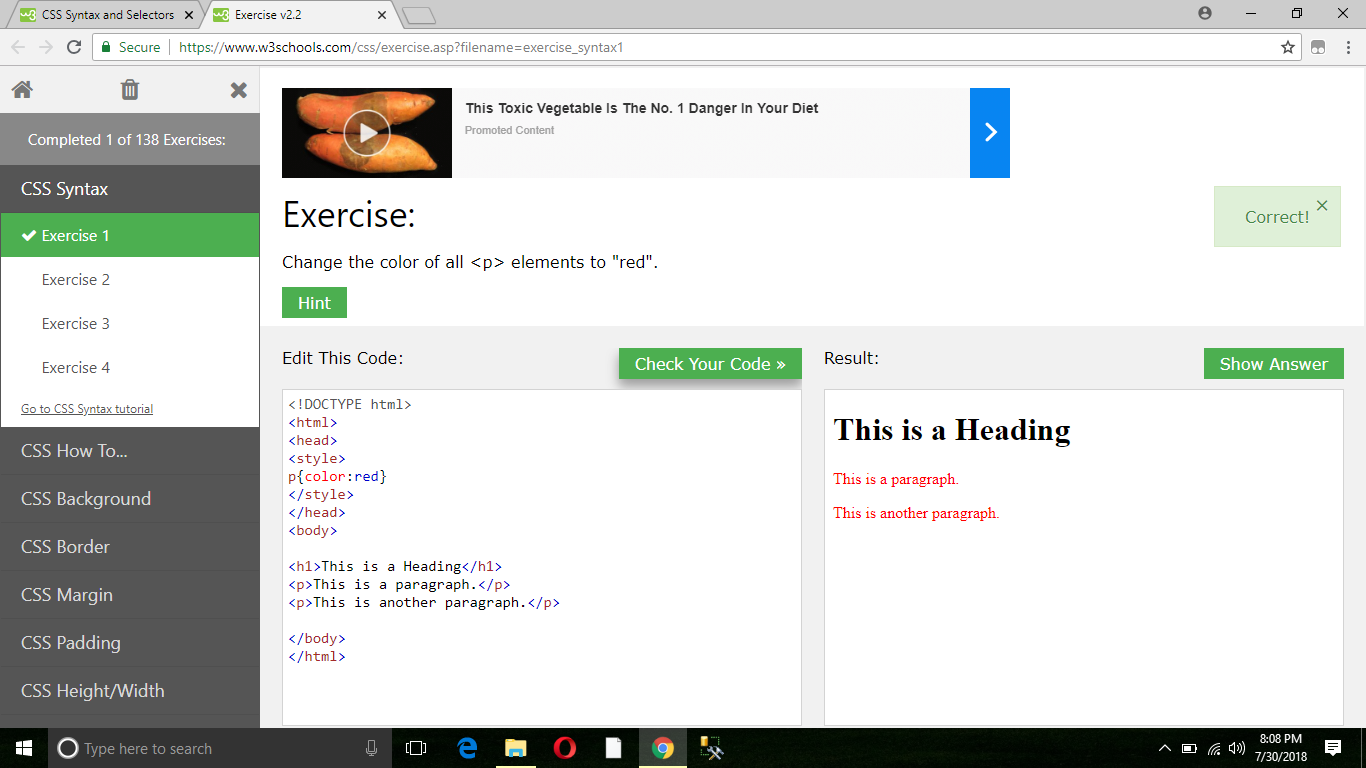 CSS Syntax and Selectors
Exercise v2.2
Secure
https://www.w3schools.com/css/exercise.asp?filename=exercise_syntax1
Completed 1 of 138 Exercises:
CSS Syntax
Exercise 1
Exercise 2
Exercise 3
Exercise 4
Go to CSS Syntax tutorial
CSS How To...
CSS Background
CSS Border
CSS Margin
CSS Padding
CSS Height/Width
This Toxic Vegetable Is The No. 1 Danger In Your Diet
Promoted Content
Exercise:
Correct!
Change the color of all <p> elements to "red".
Hint
Edit This Code:
Check Your Code »
<!DOCTYPE html>
<html>
<head>
<style>
p{color:red}
</style>
</head>
<body>
<h1>This is a Heading</h1>
<p>This is a paragraph.</p>
<p>This is another paragraph.</p>
</body>
</html>
Result:
Show Answer
This is a Heading
This is a paragraph.
This is another paragraph.
Type here to search
8:08 PM
7/30/2018